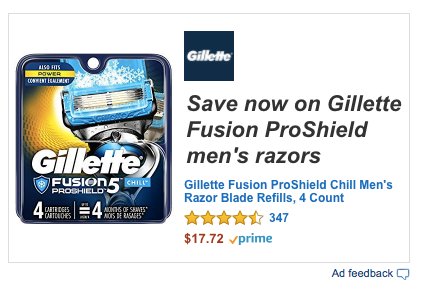 ALSO FITS
POWER
CONVIENT ÉGALEMENT
Gillette
FUSION5
PROSHIELD
CHILL
4 CARTRIDGES
CARTOUCHES
UP TO
= 4 MONTHS OF SHAVES
MOIS DE RASAGES
Gillette
Save now on Gillette
Fusion ProShield
men's razors
Gillette Fusion ProShield Chill Men's
Razor Blade Refills, 4 Count
347
$17.72 prime
Ad feedback